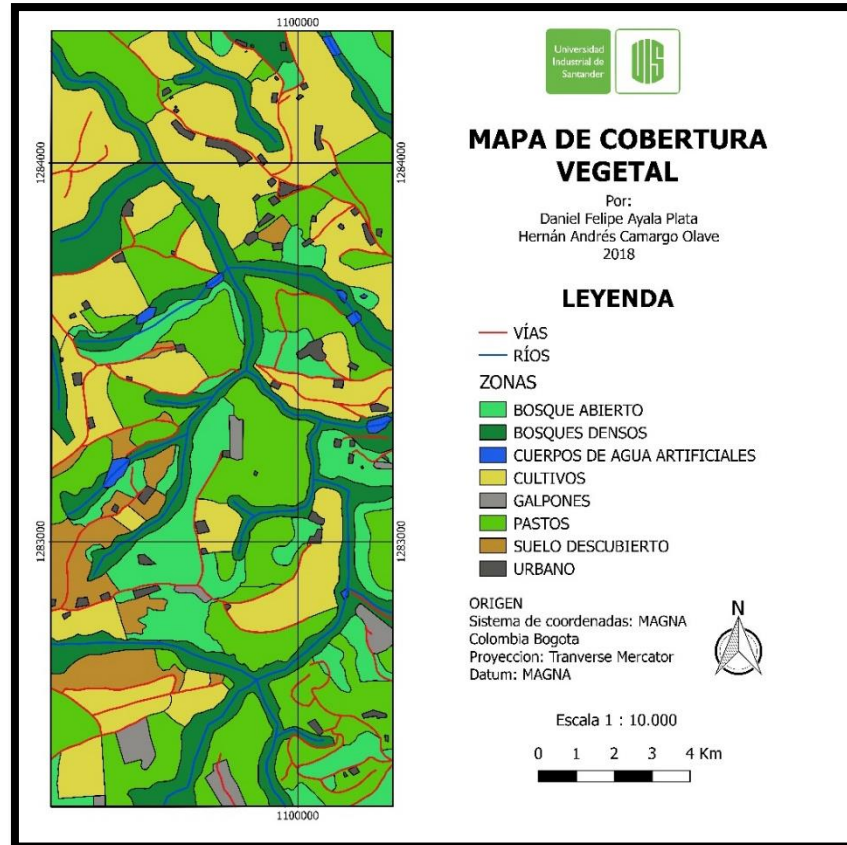 1100000
1284000
1284000
1283000
1283000
1100000
Universidad
Industrial de
Santander
UIS
MAPA DE COBERTURA
VEGETAL
Por:
Daniel Felipe Ayala Plata
Hernán Andrés Camargo Olave
2018
LEYENDA
VÍAS
RÍOS
ZONAS
BOSQUE ABIERTO
BOSQUES DENSOS
CUERPOS DE AGUA ARTIFICIALES
CULTIVOS
GALPONES
PASTOS
SUELO DESCUBIERTO
URBANO
ORIGEN
Sistema de coordenadas: MAGNA
Colombia Bogota
Proyeccion: Tranverse Mercator
Datum: MAGNA
N
Escala 1 : 10.000
0 1 2 3 4 Km